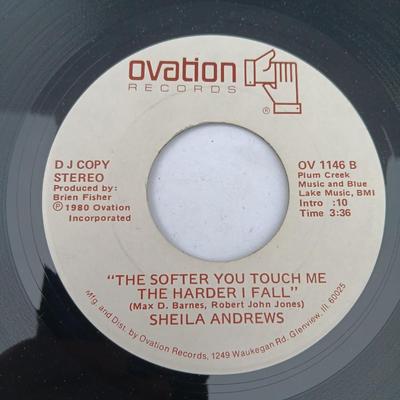 ovation
RECORDS
®
D J COPY
STEREO
Produced by:
Brien Fisher
℗ 1980 Ovation
Incorporated
OV 1146 B
Plum Creek
Music and Blue
Lake Music, BMI
Intro :10
Time 3:36
"THE SOFTER YOU TOUCH ME
THE HARDER I FALL"
(Max D. Barnes, Robert John Jones)
SHEILA ANDREWS
Mfg and Dist. by Ovation Records, 1249 Waukegan Rd. Glenview, Ill. 60025